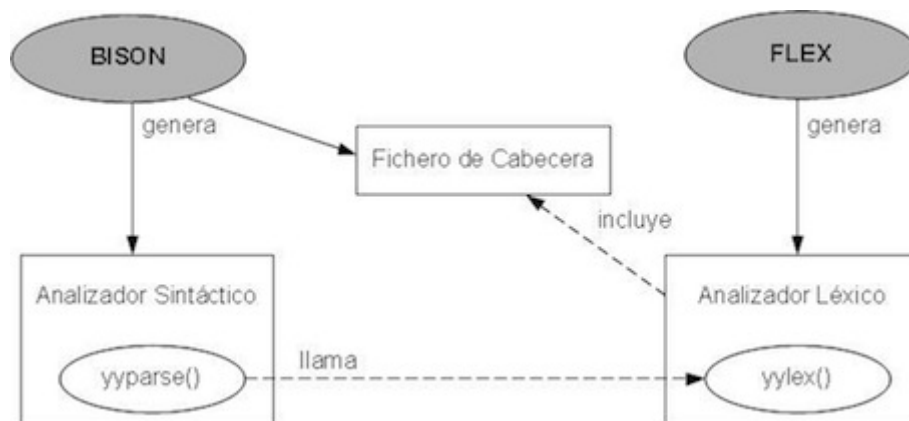 BISON
FLEX
genera
genera
Fichero de Cabecera
incluye
Analizador Sintáctico
Analizador Léxico
llama
yyparse()
yylex()